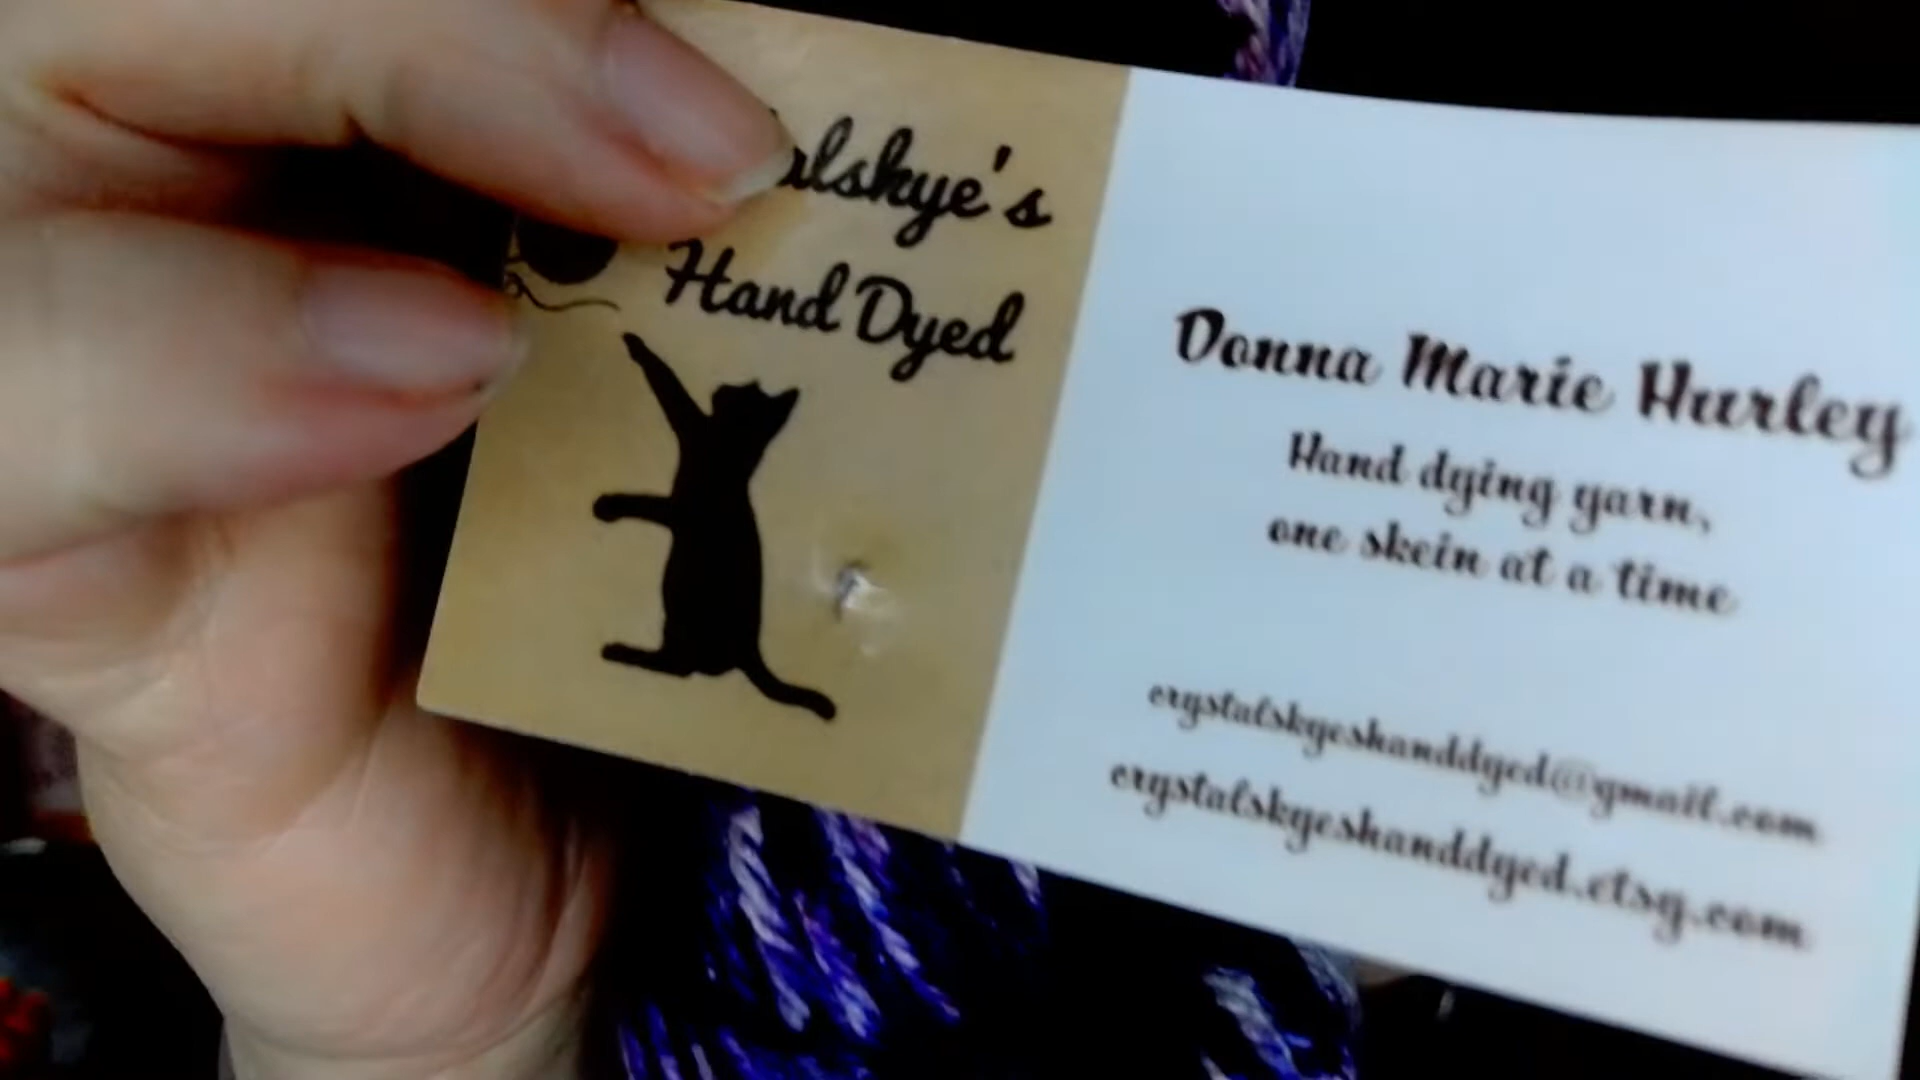 alskye's
Hand Dyed
Donna Marie Hurley
Hand dying yarn,
one skein at a time
crystalskyeshanddyed@gmail.com
crystalskyeshanddyed.etsy.com